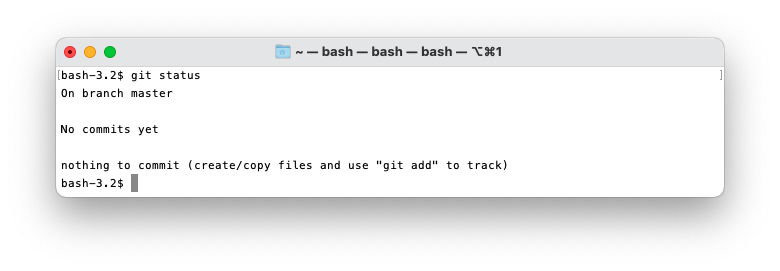 ~ — bash — bash — bash — ⌥⌘1
[bash-3.2$ git status ]
On branch master
No commits yet
nothing to commit (create/copy files and use "git add" to track)
bash-3.2$